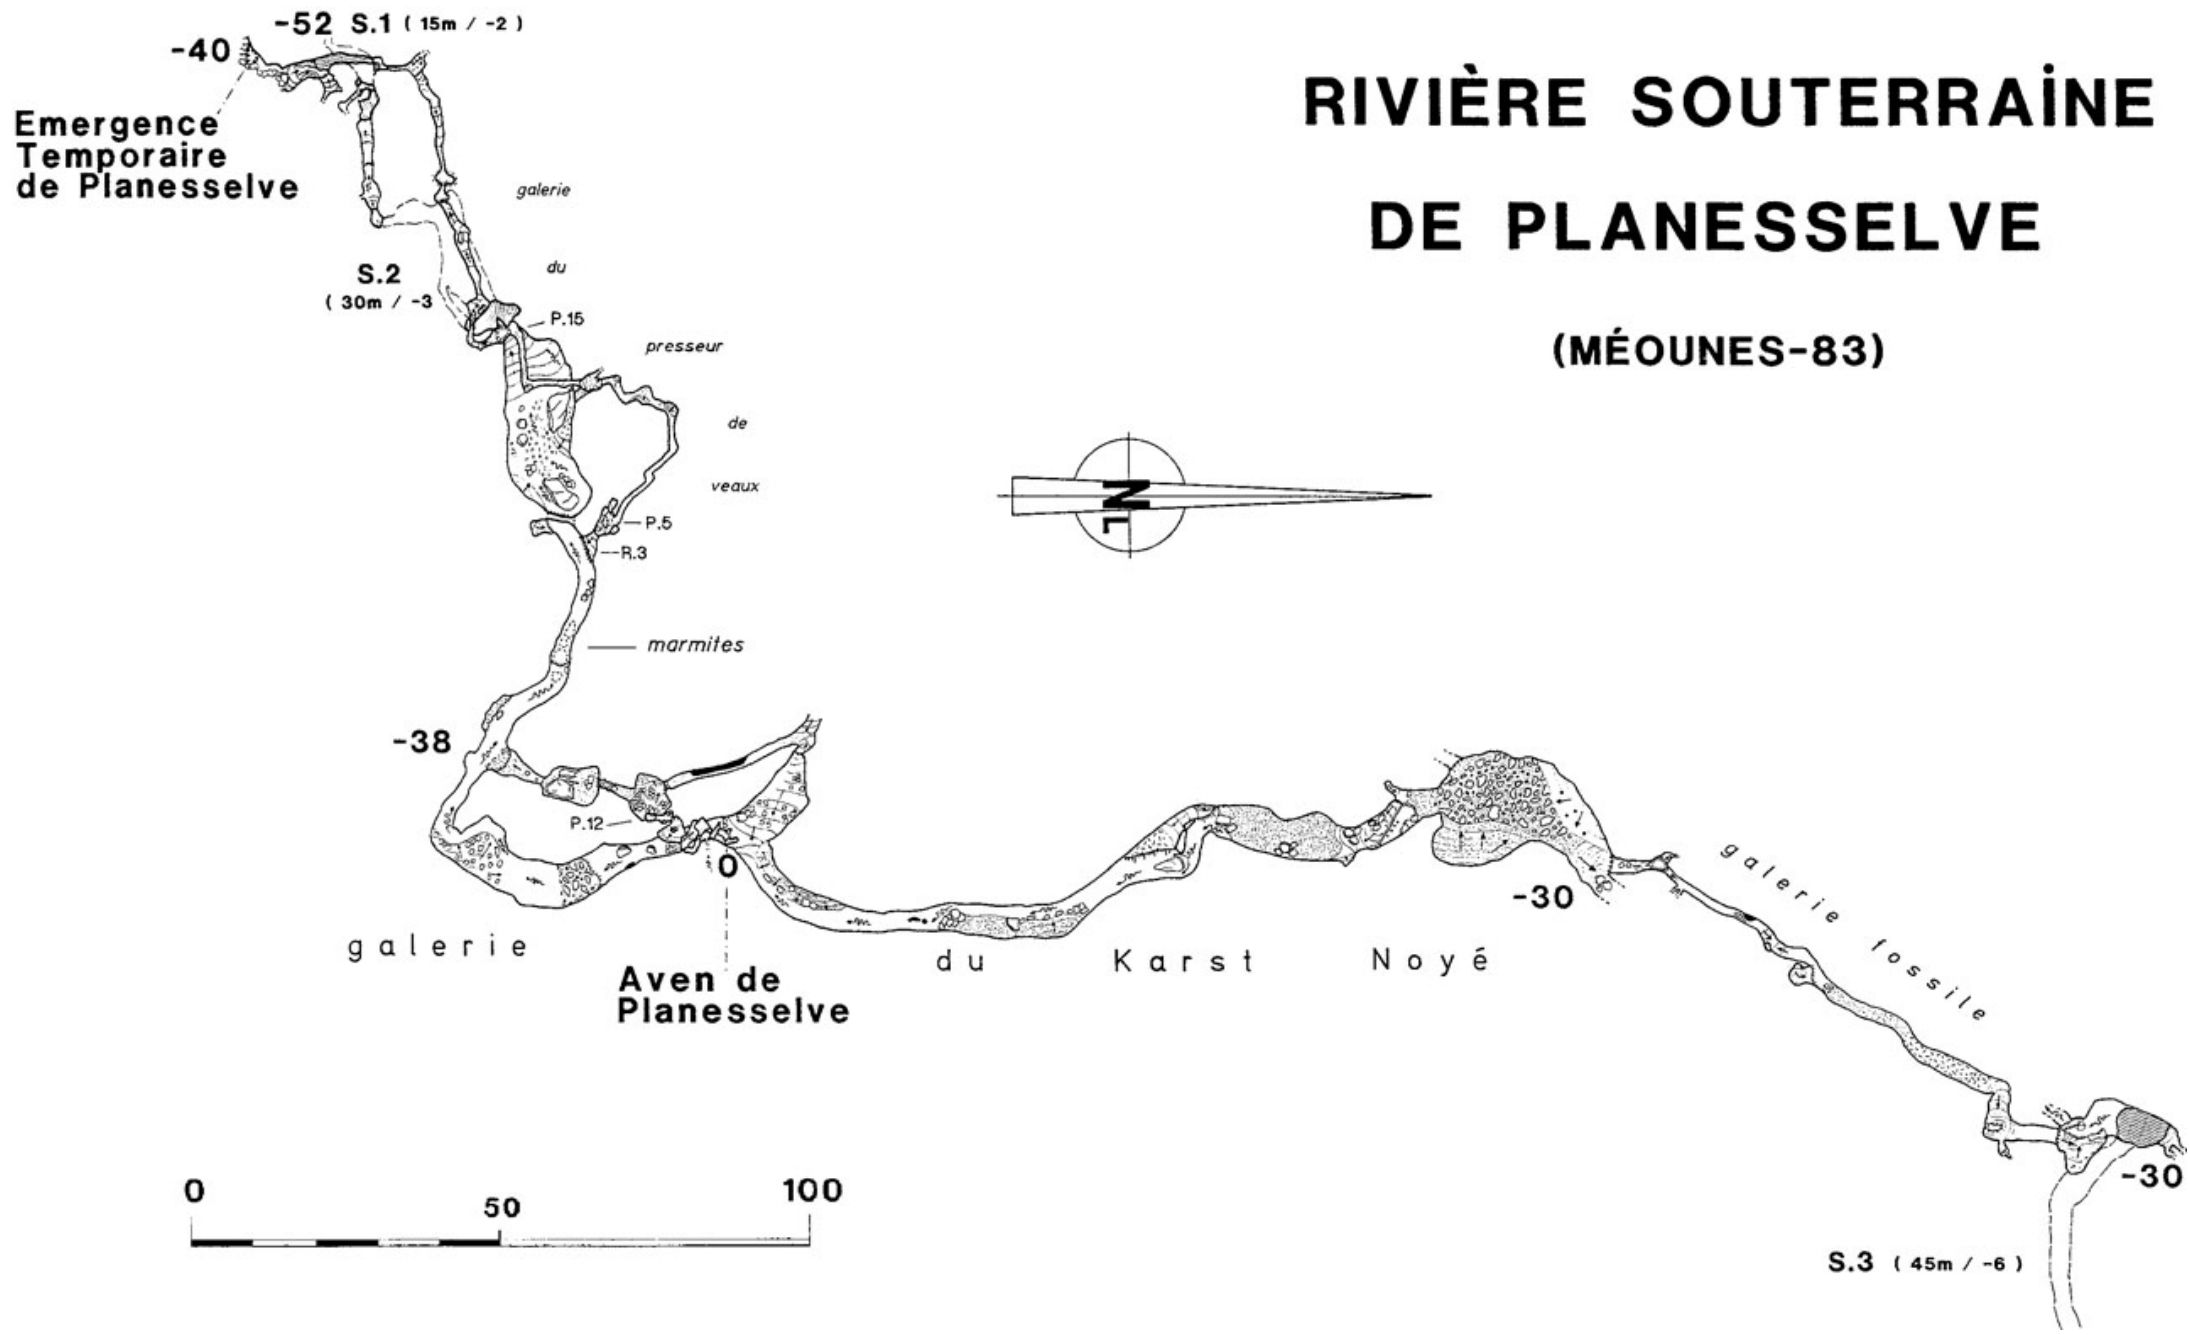 -52 S.1 ( 15m / -2 )
-40
Emergence
Temporaire
de Planesselve
RIVIÈRE SOUTERRAİNE
DE PLANESSELVE
(MÉOUNES-83)
galerie
du
presseur
de
veaux
S.2
( 30m / -3
P.15
P.5
R.3
N
L
marmites
-38
P.12
0
-30
galerie fossile
galerie du Karst Noyé
Aven de
Planesselve
-30
0 50 100
S.3 ( 45m / -6 )